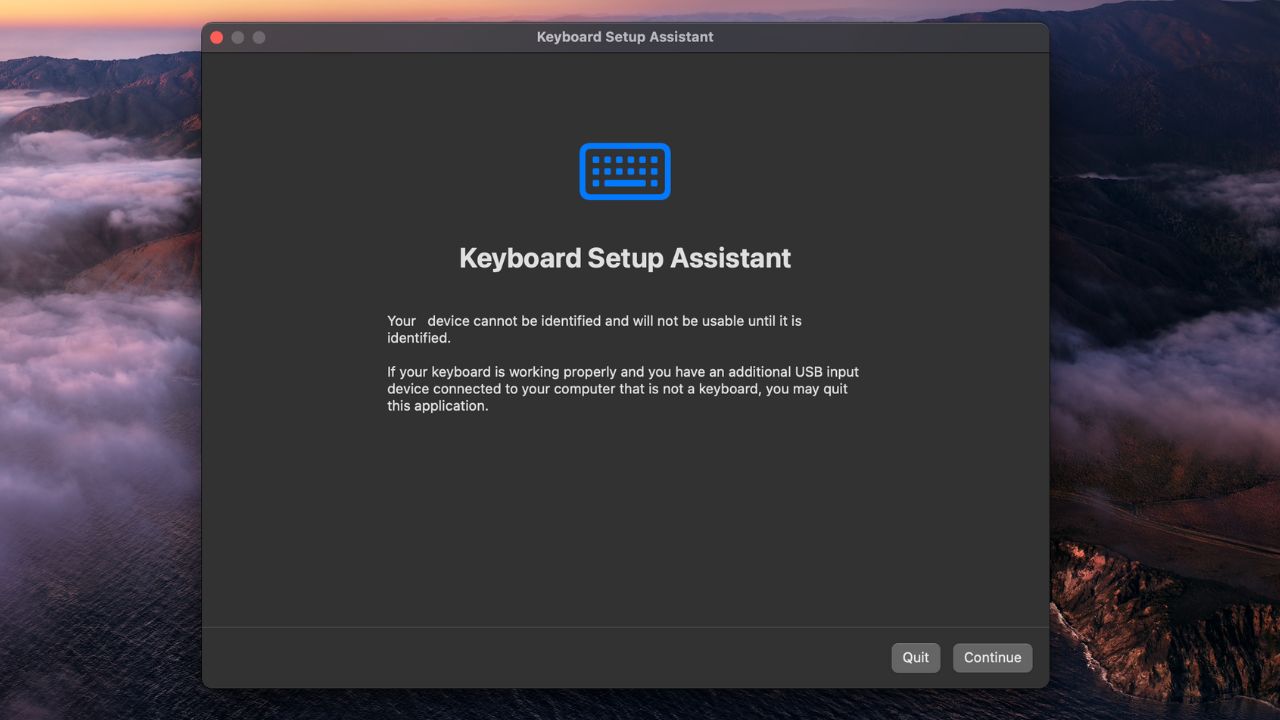 Keyboard Setup Assistant
Keyboard Setup Assistant
Your device cannot be identified and will not be usable until it is
identified.
If your keyboard is working properly and you have an additional USB input
device connected to your computer that is not a keyboard, you may quit
this application.
Quit
Continue